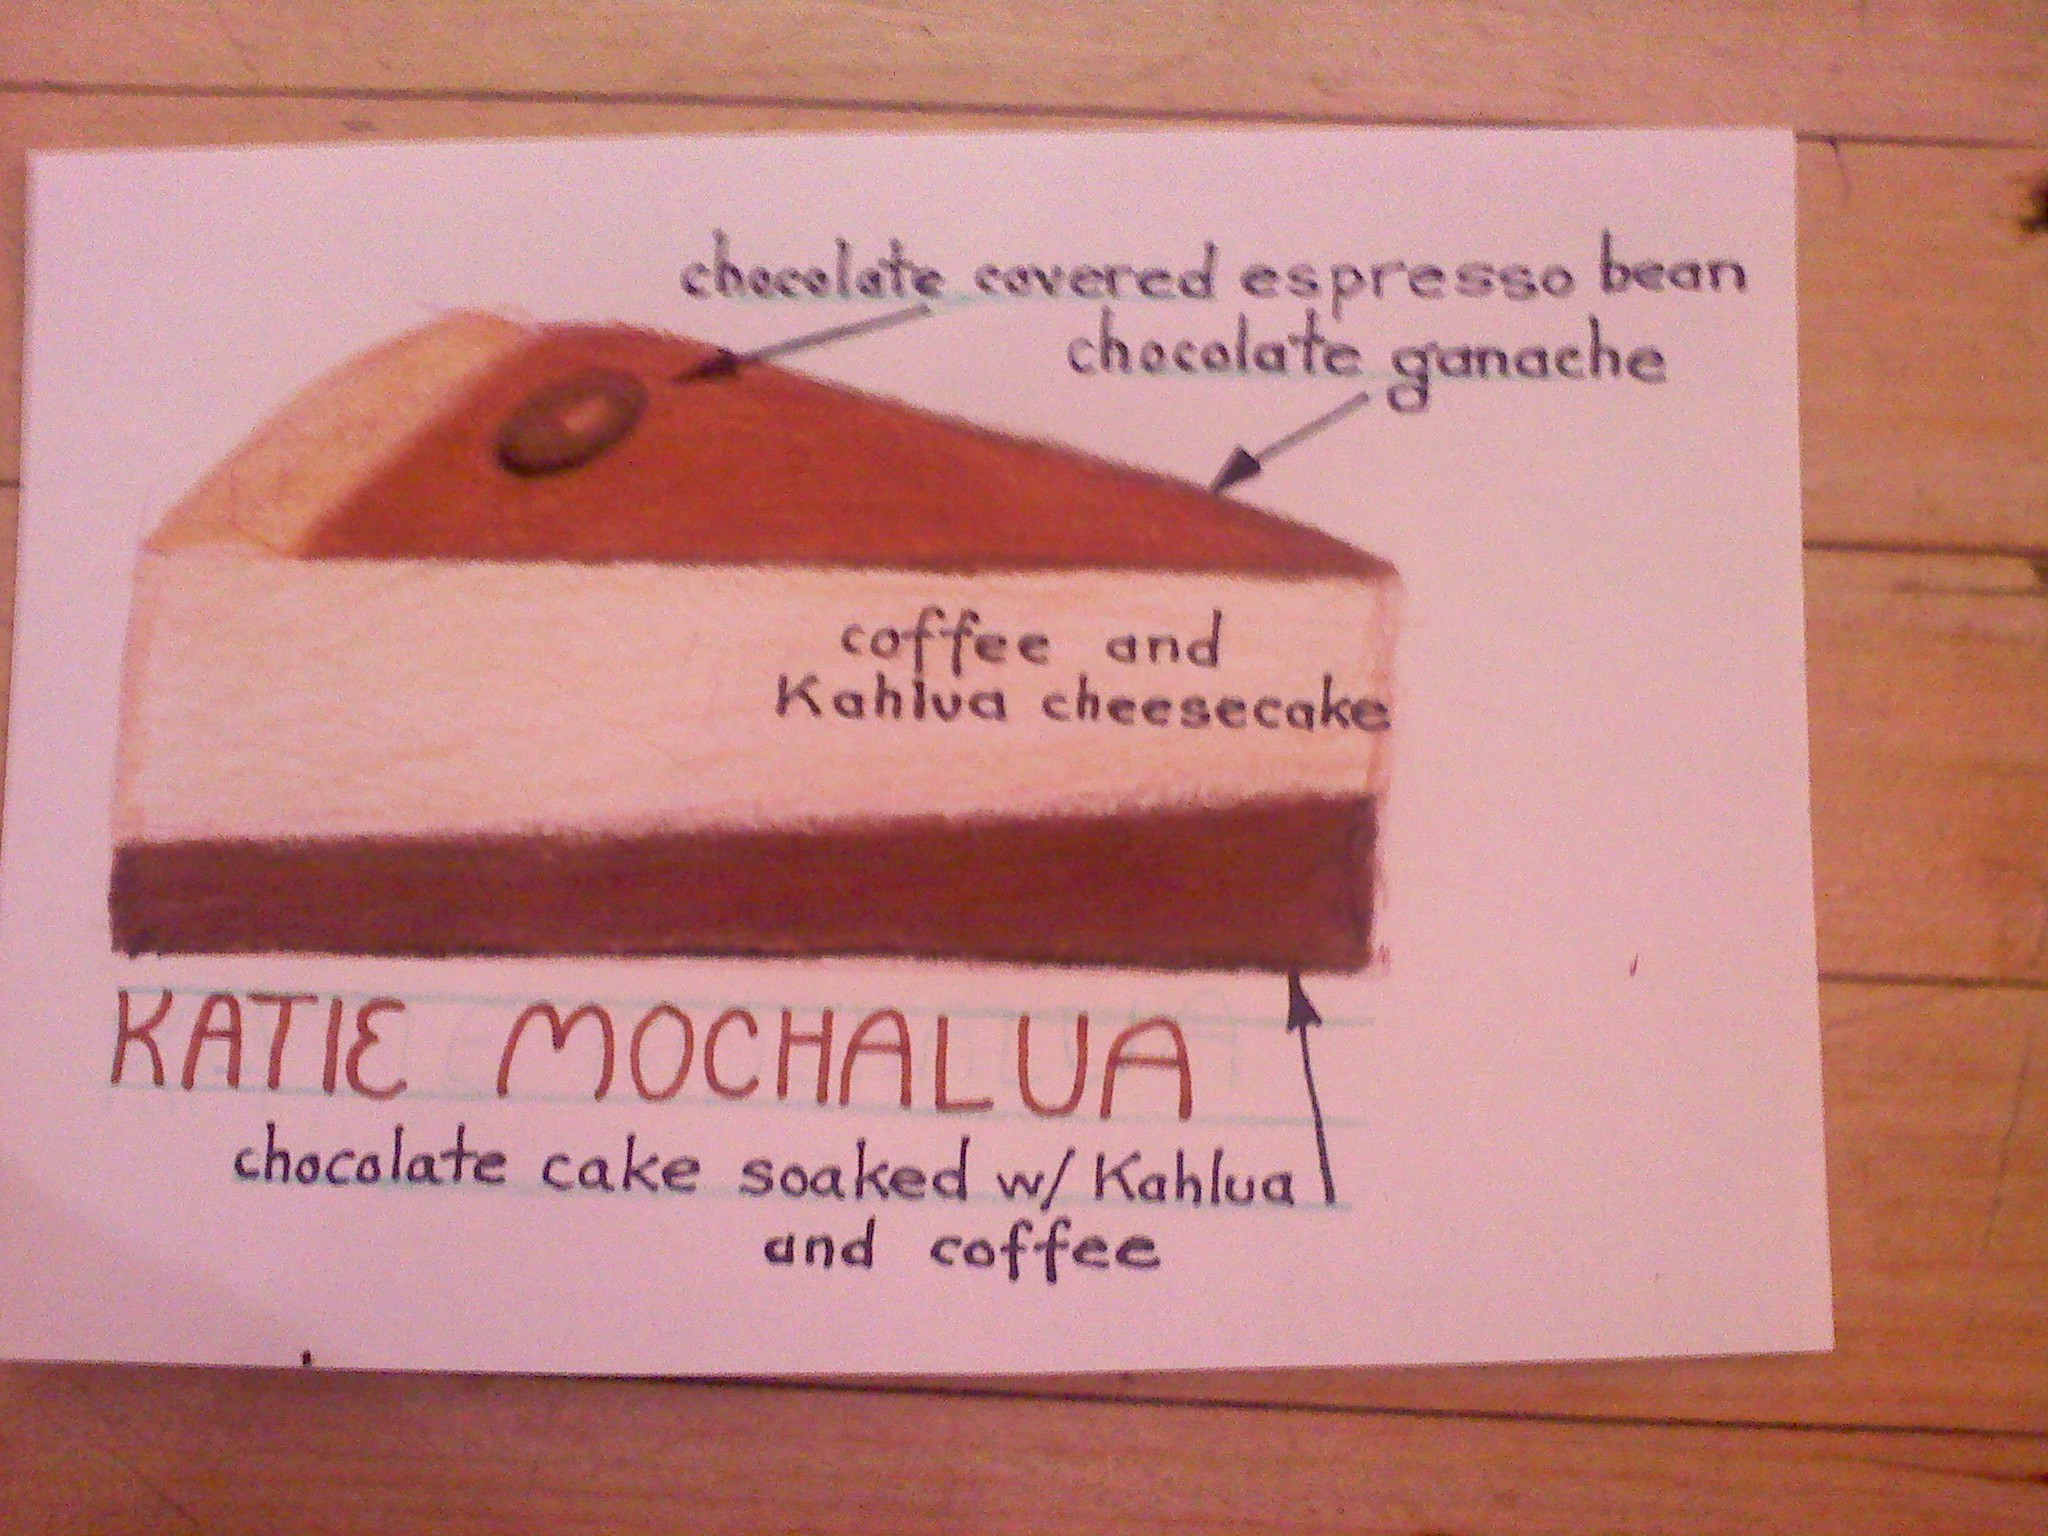 chocolate covered espresso bean
chocolate ganache
coffee and
Kahlua cheesecake
KATIE MOCHALUA
chocolate cake soaked w/ Kahlua
and coffee